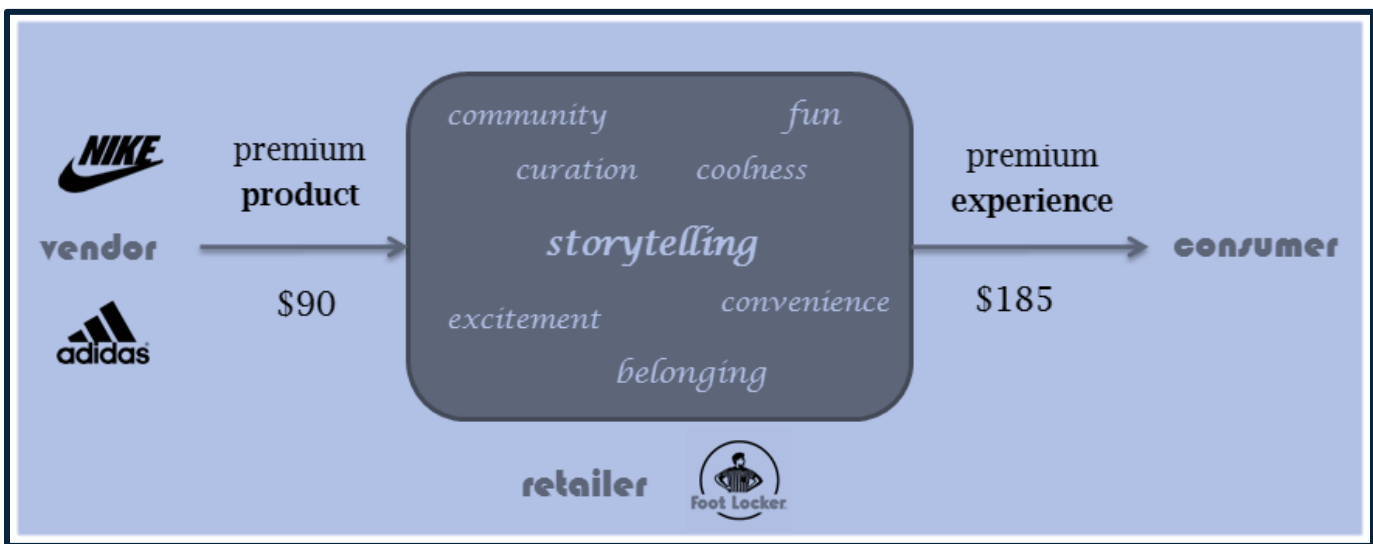 NIKE
vendor
adidas
premium
product
$90
community
fun
curation
coolness
storytelling
convenience
excitement
belonging
retailer
Foot Locker
premium
experience
$185
consumer